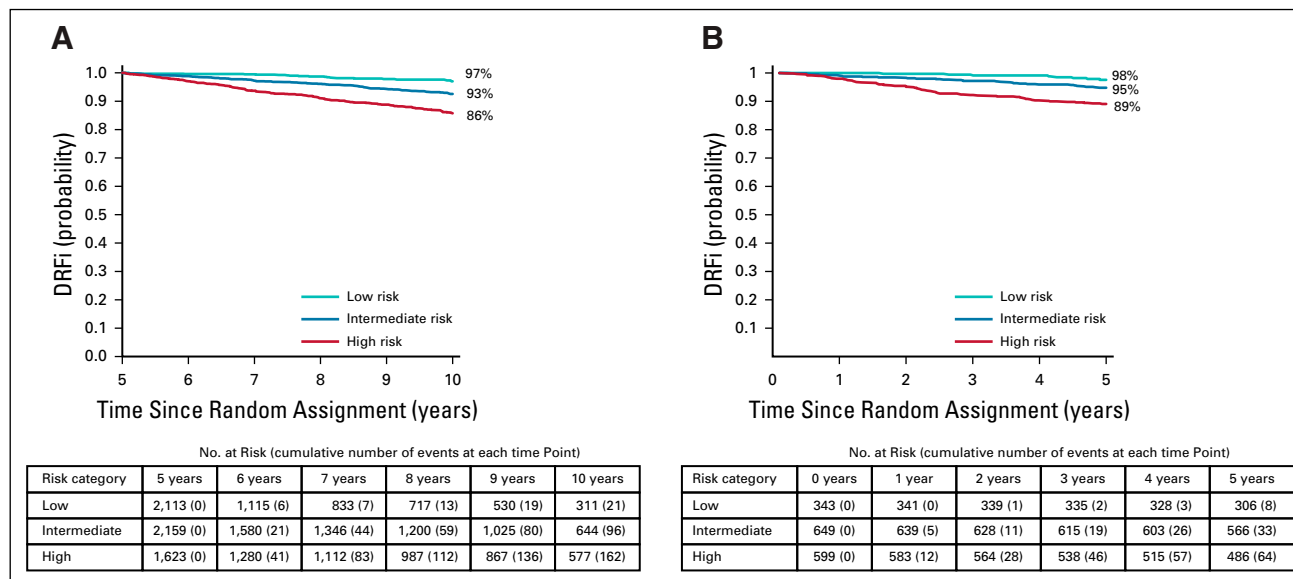 A
1.0
0.9
0.8
0.7
0.6
0.5
0.4
0.3
0.2
0.1
0.0
DRFi (probability)
97%
93%
86%
Low risk
Intermediate risk
High risk
5 6 7 8 9 10
Time Since Random Assignment (years)
No. at Risk (cumulative number of events at each time Point)
Risk category 5 years 6 years 7 years 8 years 9 years 10 years
Low 2,113 (0) 1,115 (6) 833 (7) 717 (13) 530 (19) 311 (21)
Intermediate 2,159 (0) 1,580 (21) 1,346 (44) 1,200 (59) 1,025 (80) 644 (96)
High 1,623 (0) 1,280 (41) 1,112 (83) 987 (112) 867 (136) 577 (162)
B
1
0.9
0.8
0.7
0.6
0.5
0.4
0.3
0.2
0.1
DRFi (probability)
98%
95%
89%
Low risk
Intermediate risk
High risk
0 1 2 3 4 5
Time Since Random Assignment (years)
No. at Risk (cumulative number of events at each time Point)
Risk category 0 years 1 year 2 years 3 years 4 years 5 years
Low 343 (0) 341 (0) 339 (1) 335 (2) 328 (3) 306 (8)
Intermediate 649 (0) 639 (5) 628 (11) 615 (19) 603 (26) 566 (33)
High 599 (0) 583 (12) 564 (28) 538 (46) 515 (57) 486 (64)